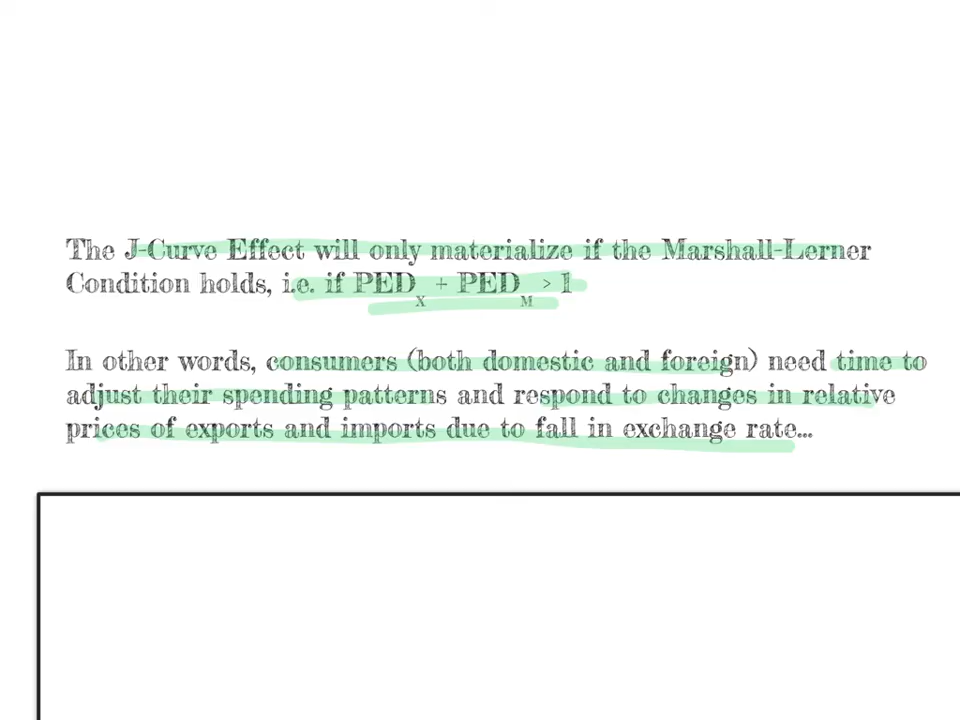 The J-Curve Effect will only materialize if the Marshall-Lerner
Condition holds, i.e. if PEDX + PEDM > 1
In other words, consumers (both domestic and foreign) need time to
adjust their spending patterns and respond to changes in relative
prices of exports and imports due to fall in exchange rate...